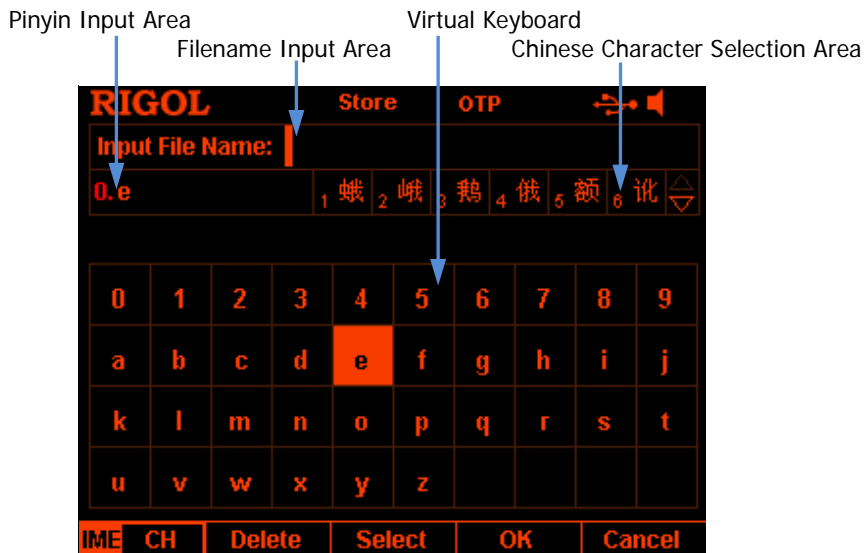 Pinyin Input Area Virtual Keyboard
Filename Input Area Chinese Character Selection Area
RIGOL Store OTP
Input File Name:
0. e 1 蛾 2 峨 3 鹅 4 俄 5 额 6 讹
0 1 2 3 4 5 6 7 8 9
a b c d e f g h i j
k l m n o p q r s t
u v w x y z
IME CH Delete Select OK Cancel